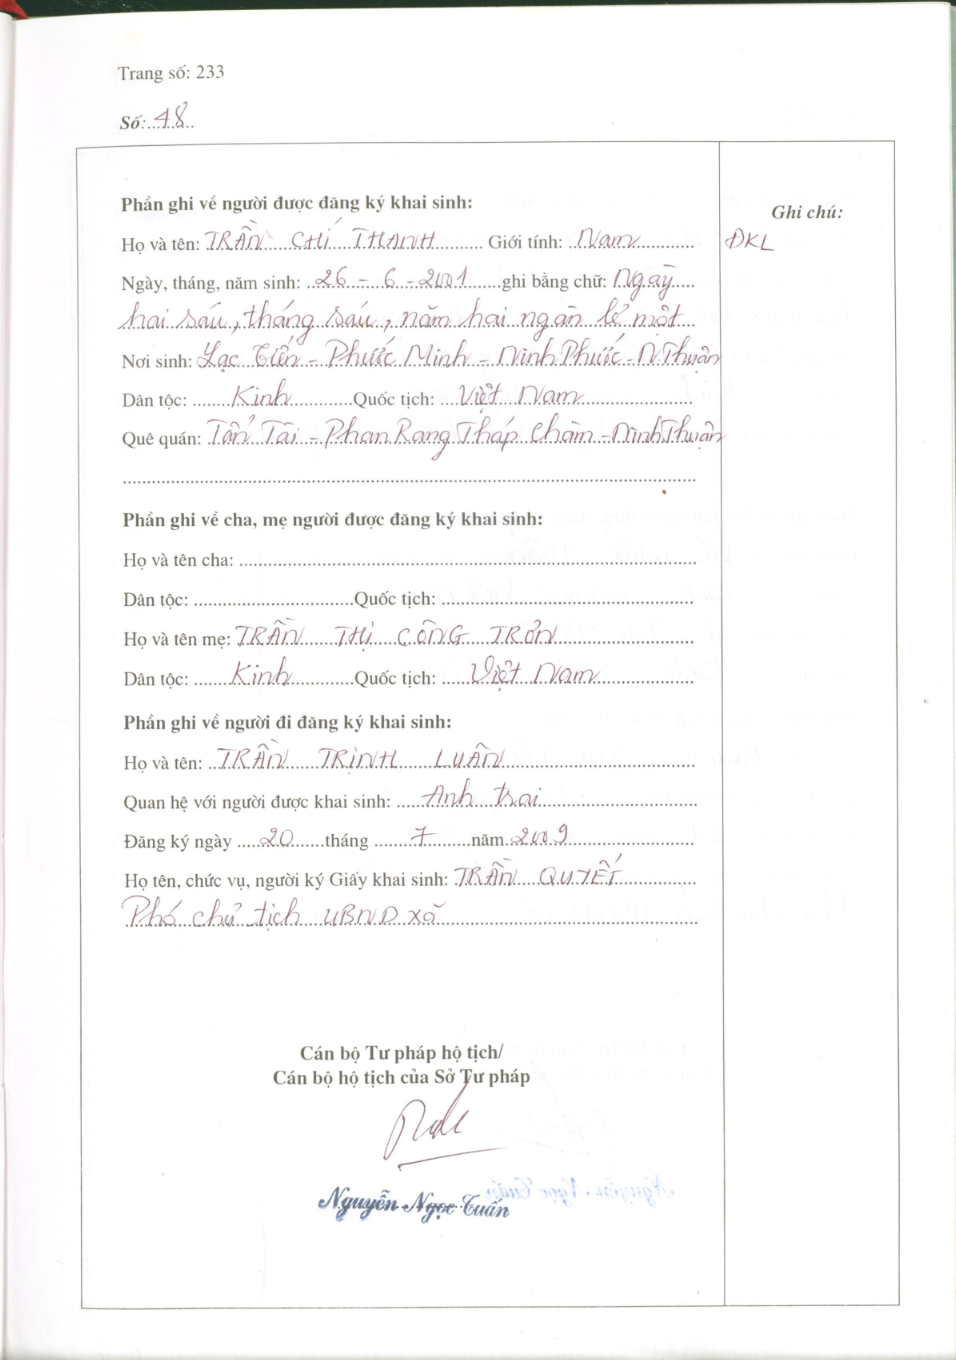 Trang số: 233
Số: 48
Phần ghi về người được đăng ký khai sinh:
Ghi chú:
Họ và tên: TRẦN CHÍ THANH Giới tính: Nam
ĐKL
Ngày, tháng, năm sinh: 26 - 6 - 2001 ghi bằng chữ: Ngày
hai sáu, tháng sáu, năm hai ngàn lẻ một
Nơi sinh: Lạc Tiến - Phước Minh - Ninh Phước - N.Thuận
Dân tộc: Kinh Quốc tịch: Việt Nam
Quê quán: Tấn Tài - Phan Rang Tháp Chàm - Ninh Thuận
Phần ghi về cha, mẹ người được đăng ký khai sinh:
Họ và tên cha:
Dân tộc: Quốc tịch:
Họ và tên mẹ: TRẦN THỊ CÔNG TRÒN
Dân tộc: Kinh Quốc tịch: Việt Nam
Phần ghi về người đi đăng ký khai sinh:
Họ và tên: TRẦN TRỊNH LUÂN
Quan hệ với người được khai sinh: Anh trai
Đăng ký ngày 20 tháng 7 năm 2009
Họ tên, chức vụ, người ký Giấy khai sinh: TRẦN QUYẾT
Phó chủ tịch UBND xã
Cán bộ Tư pháp hộ tịch/
Cán bộ hộ tịch của Sở Tư pháp
Nguyễn Ngọc Tuấn